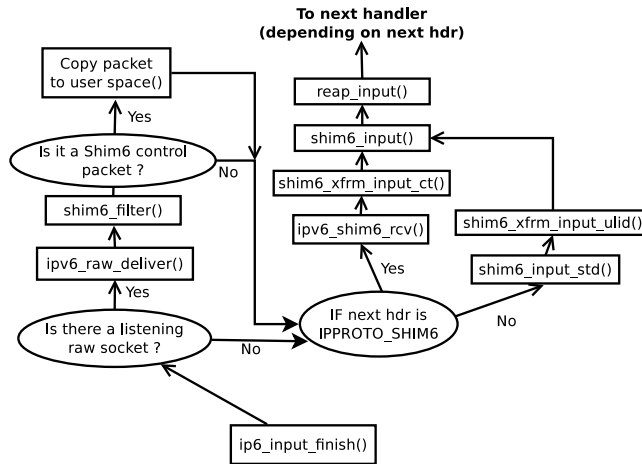 To next handler
(depending on next hdr)
Copy packet
to user space()
reap_input()
Yes
shim6_input()
Is it a Shim6 control
packet ?
No
shim6_xfrm_input_ct()
shim6_filter()
ipv6_shim6_rcv()
shim6_xfrm_input_ulid()
ipv6_raw_deliver()
Yes
shim6_input_std()
Yes
Is there a listening
raw socket ?
No
IF next hdr is
IPPROTO_SHIM6
No
ip6_input_finish()